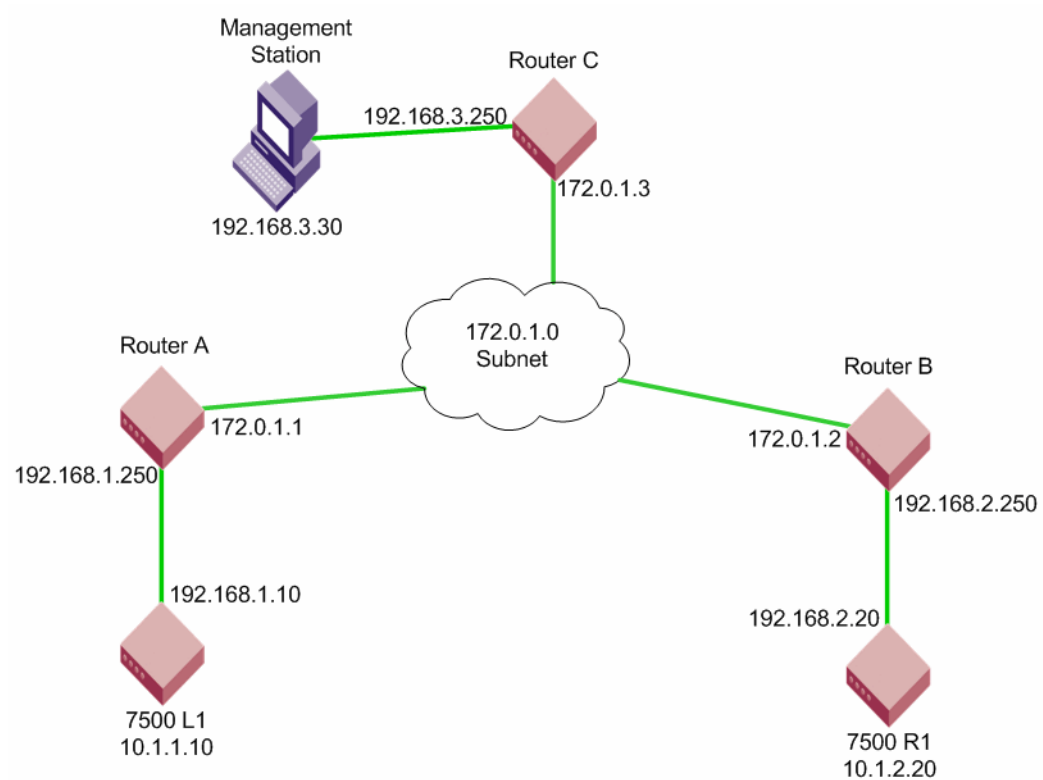 Management
Station
Router C
192.168.3.250
172.0.1.3
192.168.3.30
172.0.1.0
Subnet
Router A
Router B
172.0.1.1
172.0.1.2
192.168.1.250
192.168.2.250
192.168.1.10
192.168.2.20
7500 L1
10.1.1.10
7500 R1
10.1.2.20